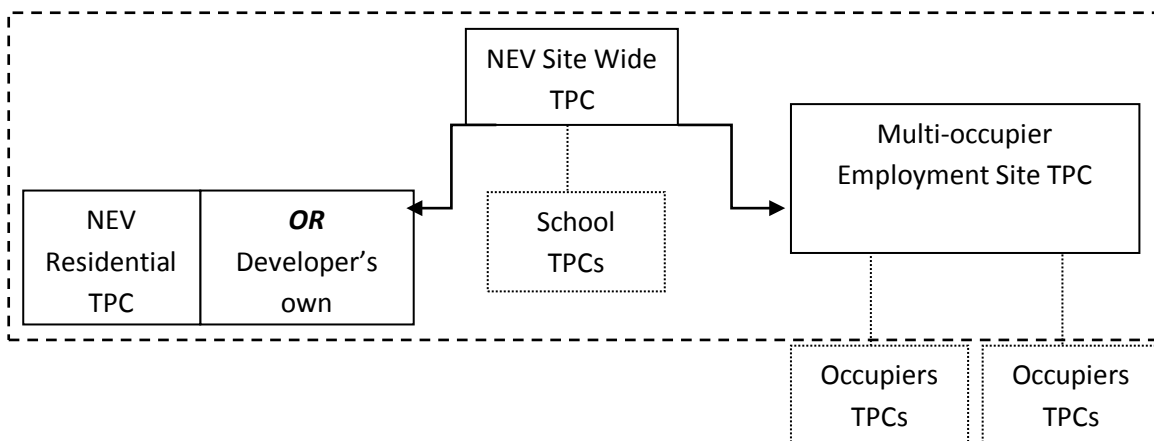 NEV Site Wide
TPC
Multi-occupier
Employment Site TPC
NEV
Residential
TPC
OR
Developer’s
own
School
TPCs
Occupiers
TPCs
Occupiers
TPCs